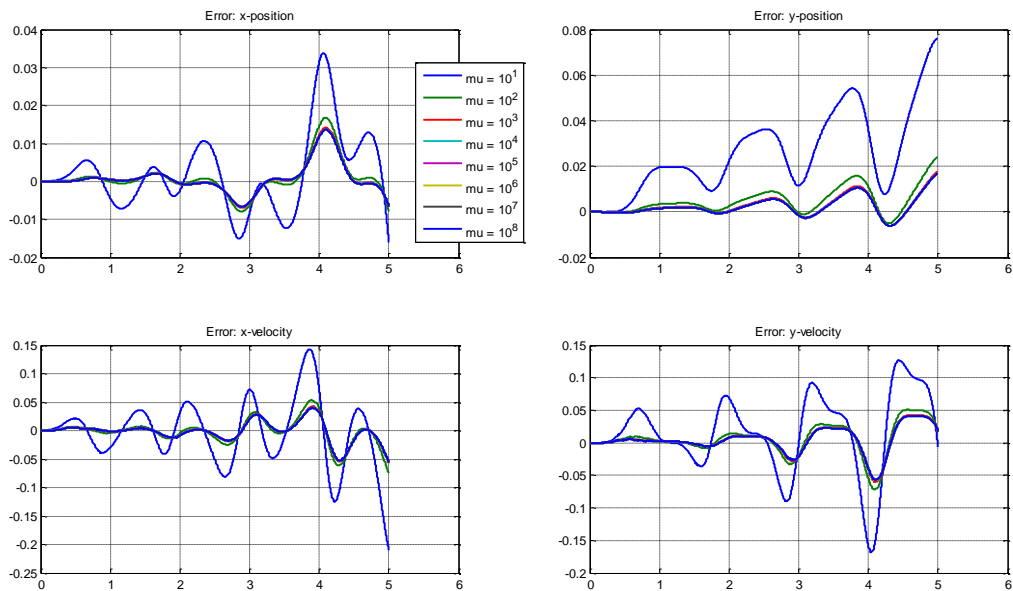 Error: x-position
0.04
0.03
0.02
0.01
0
-0.01
-0.02
0 1 2 3 4 5 6
mu = 10^1
mu = 10^2
mu = 10^3
mu = 10^4
mu = 10^5
mu = 10^6
mu = 10^7
mu = 10^8
Error: y-position
0.08
0.06
0.04
0.02
0
-0.02
0 1 2 3 4 5 6
Error: x-velocity
0.15
0.1
0.05
0
-0.05
-0.1
-0.15
-0.2
-0.25
0 1 2 3 4 5 6
Error: y-velocity
0.15
0.1
0.05
0
-0.05
-0.1
-0.15
-0.2
0 1 2 3 4 5 6